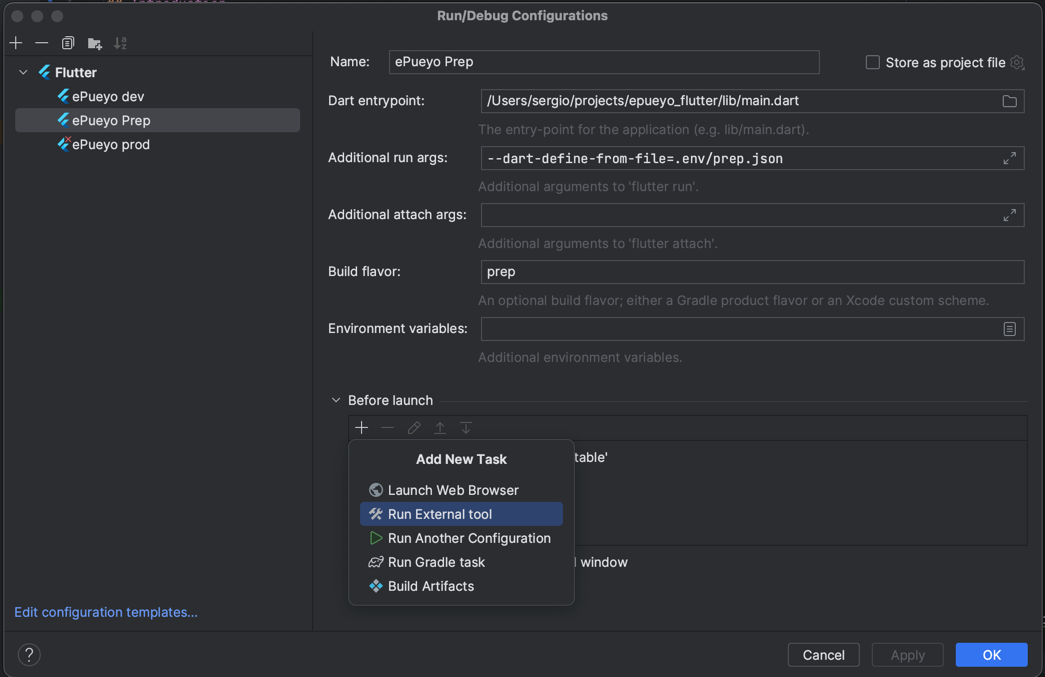 Run/Debug Configurations
Flutter
ePueyo dev
ePueyo Prep
ePueyo prod
Edit configuration templates...
Name: ePueyo Prep
Store as project file
Dart entrypoint: /Users/sergio/projects/epueyo_flutter/lib/main.dart
The entry-point for the application (e.g. lib/main.dart).
Additional run args: --dart-define-from-file=.env/prep.json
Additional arguments to 'flutter run'.
Additional attach args:
Additional arguments to 'flutter attach'.
Build flavor: prep
An optional build flavor; either a Gradle product flavor or an Xcode custom scheme.
Environment variables:
Additional environment variables.
Before launch
table'
Add New Task
Launch Web Browser
Run External tool
Run Another Configuration
Run Gradle task
Build Artifacts
window
?
Cancel
Apply
OK